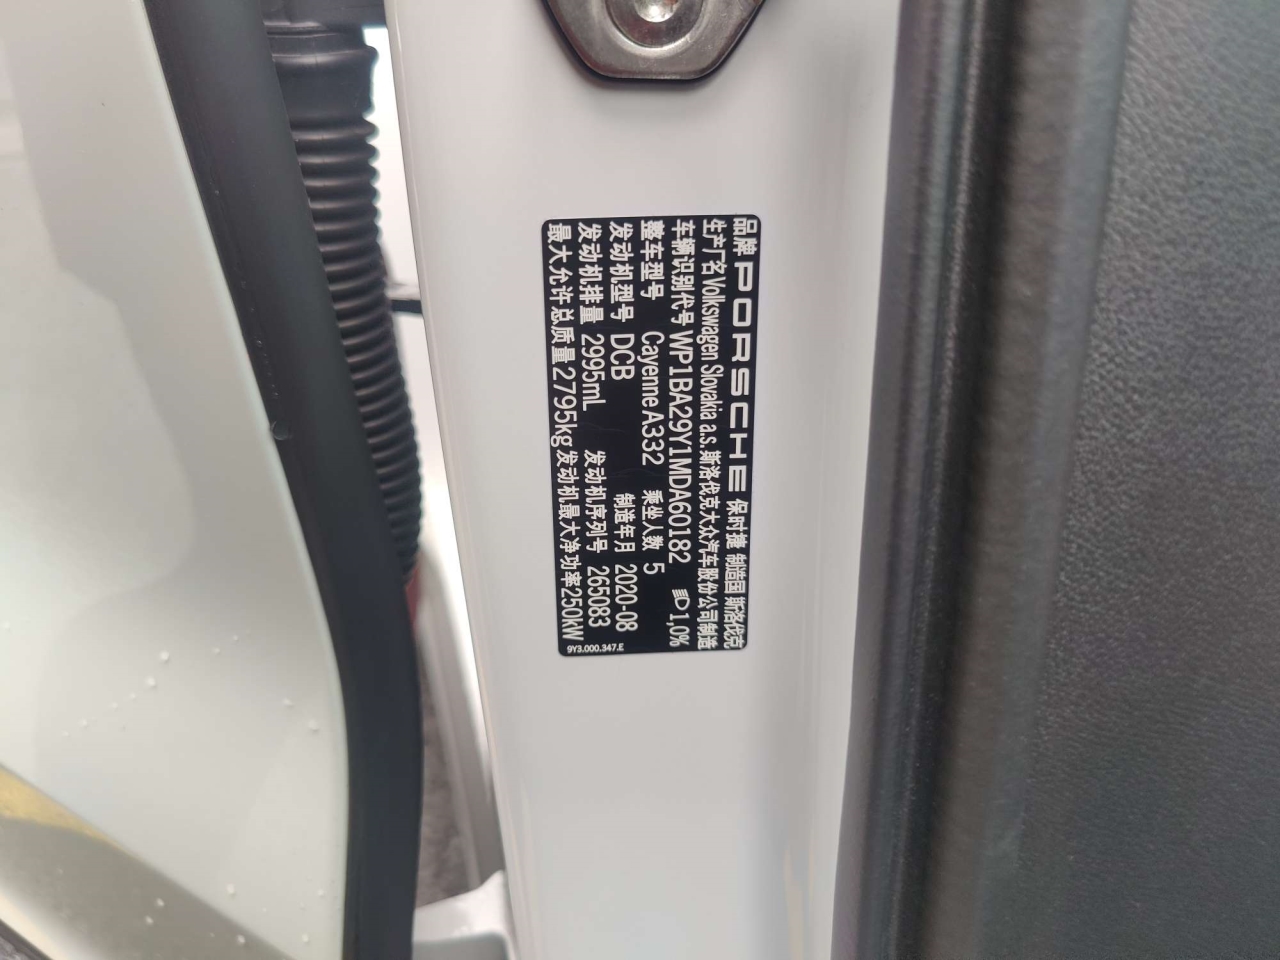 品牌 PORSCHE 保时捷 制造国 斯洛伐克
生产厂名 Volkswagen Slovakia a.s. 斯洛伐克大众汽车股份公司制造
车辆识别代号 WP1BA29Y1MDA60182 1,0%
整车型号 Cayenne A332 乘坐人数 5
发动机型号 DCB 制造年月 2020-08
发动机排量 2995mL 发动机序列号 265083
最大允许总质量 2795kg 发动机最大净功率 250kW
9Y3.000.347.E